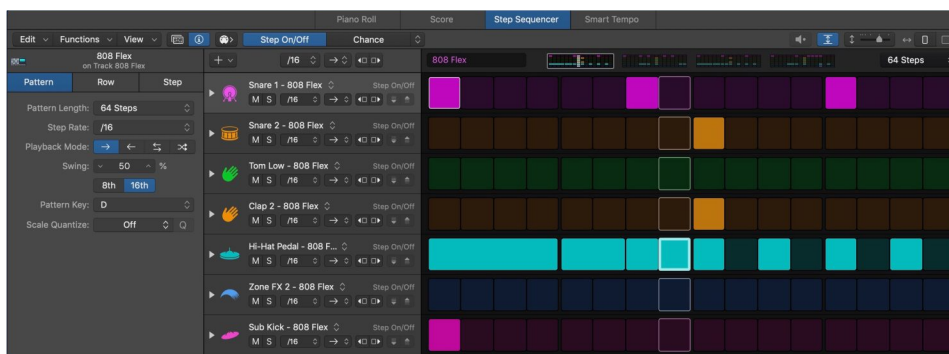 Piano Roll Score Step Sequencer Smart Tempo
Edit Functions View Step On/Off Chance
808 Flex
on Track 808 Flex
/16
808 Flex
64 Steps
Pattern Row Step
Pattern Length: 64 Steps
Step Rate: /16
Playback Mode:
Swing: 50 %
8th 16th
Pattern Key: D
Scale Quantize: Off Q
Snare 1 - 808 Flex Step On/Off
M S /16
Snare 2 - 808 Flex Step On/Off
M S /16
Tom Low - 808 Flex Step On/Off
M S /16
Clap 2 - 808 Flex Step On/Off
M S /16
Hi-Hat Pedal - 808 F... Step On/Off
M S /16
Zone FX 2 - 808 Flex Step On/Off
M S /16
Sub Kick - 808 Flex Step On/Off
M S /16